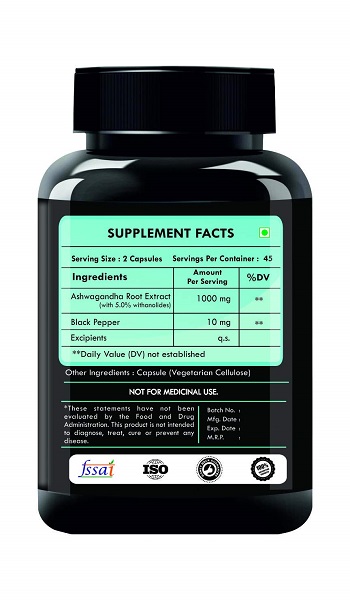 SUPPLEMENT FACTS
Serving Size : 2 Capsules Servings Per Container : 45
Ingredients Amount Per Serving %DV
Ashwagandha Root Extract 1000 mg **
(with 5.0% withanolides)
Black Pepper 10 mg **
Excipients q.s.
**Daily Value (DV) not established
Other Ingredients : Capsule (Vegetarian Cellulose)
NOT FOR MEDICINAL USE.
*These statements have not been
evaluated by the Food and Drug
Administration. This product is not intended
to diagnose, treat, cure or prevent any
disease.
Batch No. :
Mfg. Date :
Exp. Date :
M.R.P. :
fssai ISO 100%